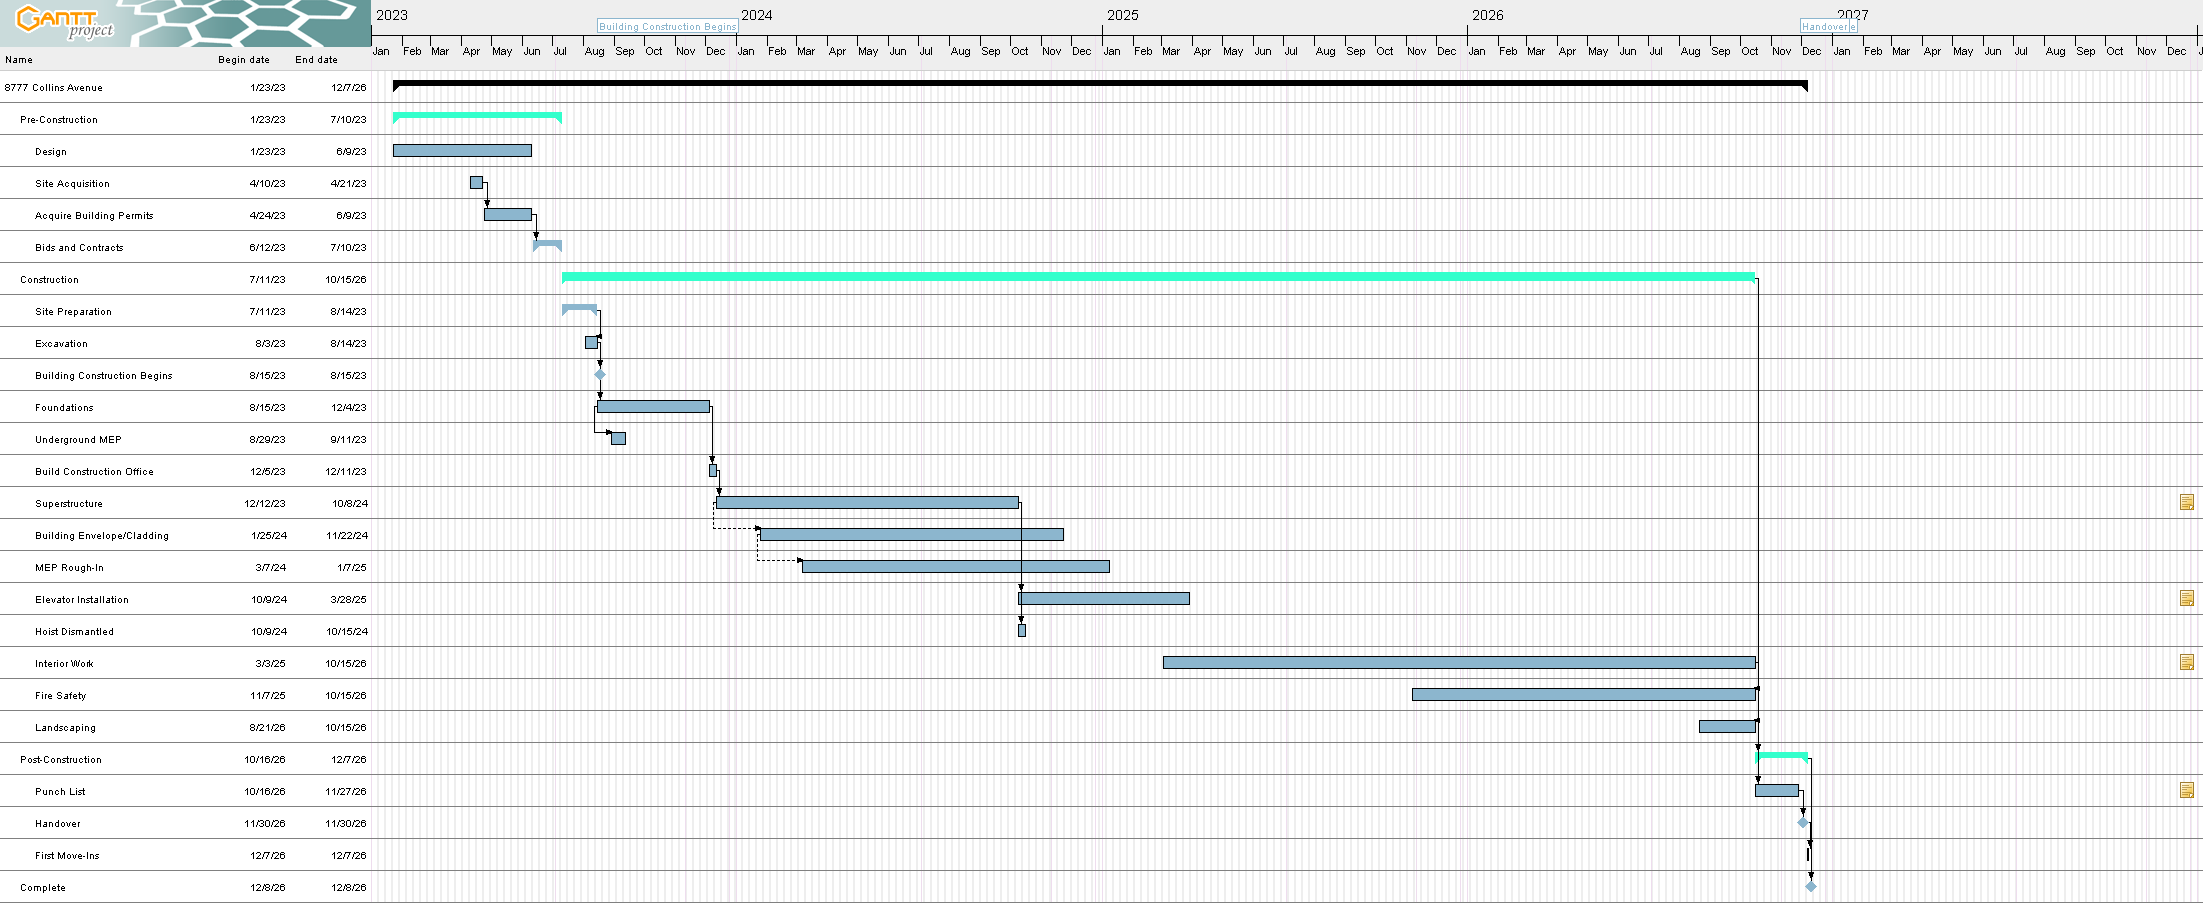 GANTT
project
2023 2024 2025 2026 2027
Building Construction Begins Handover
Jan Feb Mar Apr May Jun Jul Aug Sep Oct Nov Dec Jan Feb Mar Apr May Jun Jul Aug Sep Oct Nov Dec Jan Feb Mar Apr May Jun Jul Aug Sep Oct Nov Dec Jan Feb Mar Apr May Jun Jul Aug Sep Oct Nov Dec Jan Feb Mar Apr May Jun Jul Aug Sep Oct Nov Dec
Name Begin date End date
8777 Collins Avenue 1/23/23 12/7/26
Pre-Construction 1/23/23 7/10/23
Design 1/23/23 6/9/23
Site Acquisition 4/10/23 4/21/23
Acquire Building Permits 4/24/23 6/9/23
Bids and Contracts 6/12/23 7/10/23
Construction 7/11/23 10/15/26
Site Preparation 7/11/23 8/14/23
Excavation 8/3/23 8/14/23
Building Construction Begins 8/15/23 8/15/23
Foundations 8/15/23 12/4/23
Underground MEP 8/29/23 9/11/23
Build Construction Office 12/5/23 12/11/23
Superstructure 12/12/23 10/8/24
Building Envelope/Cladding 1/25/24 11/22/24
MEP Rough-In 3/7/24 1/7/25
Elevator Installation 10/9/24 3/28/25
Hoist Dismantled 10/9/24 10/15/24
Interior Work 3/3/25 10/15/26
Fire Safety 11/7/25 10/15/26
Landscaping 8/21/26 10/15/26
Post-Construction 10/16/26 12/7/26
Punch List 10/16/26 11/27/26
Handover 11/30/26 11/30/26
First Move-Ins 12/7/26 12/7/26
Complete 12/8/26 12/8/26